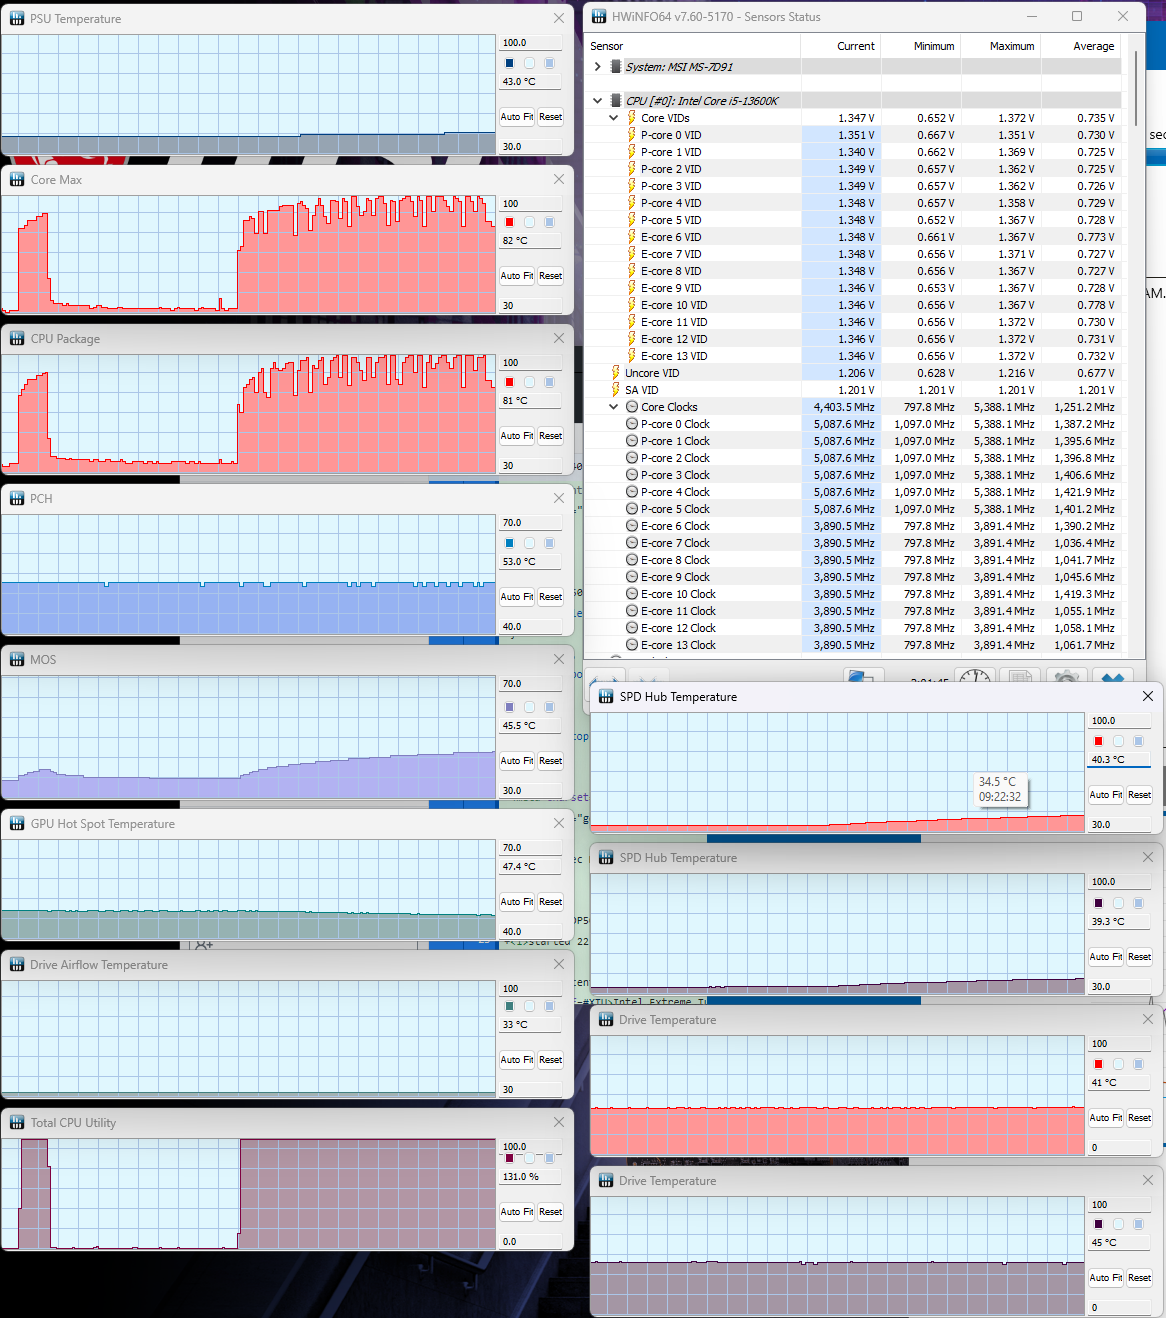 PSU Temperature
100.0
43.0 °C
Auto Fit Reset
30.0
Core Max
100
82 °C
Auto Fit Reset
30
CPU Package
100
81 °C
Auto Fit Reset
30
PCH
70.0
53.0 °C
Auto Fit Reset
40.0
MOS
70.0
45.5 °C
Auto Fit Reset
30.0
GPU Hot Spot Temperature
70.0
47.4 °C
Auto Fit Reset
40.0
Drive Airflow Temperature
100
33 °C
Auto Fit Reset
30
Total CPU Utility
100.0
131.0 %
Auto Fit Reset
0.0
HWiNFO64 v7.60-5170 - Sensors Status
Sensor Current Minimum Maximum Average
System: MSI MS-7D91
CPU [#0]: Intel Core i5-13600K
Core VIDs 1.347 V 0.652 V 1.372 V 0.735 V
P-core 0 VID 1.351 V 0.667 V 1.351 V 0.730 V
P-core 1 VID 1.340 V 0.662 V 1.369 V 0.725 V
P-core 2 VID 1.349 V 0.657 V 1.362 V 0.725 V
P-core 3 VID 1.349 V 0.657 V 1.362 V 0.726 V
P-core 4 VID 1.348 V 0.657 V 1.358 V 0.729 V
P-core 5 VID 1.348 V 0.652 V 1.367 V 0.728 V
E-core 6 VID 1.348 V 0.661 V 1.367 V 0.773 V
E-core 7 VID 1.348 V 0.656 V 1.371 V 0.727 V
E-core 8 VID 1.348 V 0.656 V 1.367 V 0.727 V
E-core 9 VID 1.346 V 0.653 V 1.367 V 0.728 V
E-core 10 VID 1.346 V 0.656 V 1.367 V 0.778 V
E-core 11 VID 1.346 V 0.656 V 1.372 V 0.730 V
E-core 12 VID 1.346 V 0.656 V 1.372 V 0.731 V
E-core 13 VID 1.346 V 0.656 V 1.372 V 0.732 V
Uncore VID 1.206 V 0.628 V 1.216 V 0.677 V
SA VID 1.201 V 1.201 V 1.201 V 1.201 V
Core Clocks 4,403.5 MHz 797.8 MHz 5,388.1 MHz 1,251.2 MHz
P-core 0 Clock 5,087.6 MHz 1,097.0 MHz 5,388.1 MHz 1,387.2 MHz
P-core 1 Clock 5,087.6 MHz 1,097.0 MHz 5,388.1 MHz 1,395.6 MHz
P-core 2 Clock 5,087.6 MHz 1,097.0 MHz 5,388.1 MHz 1,396.8 MHz
P-core 3 Clock 5,087.6 MHz 1,097.0 MHz 5,388.1 MHz 1,406.6 MHz
P-core 4 Clock 5,087.6 MHz 1,097.0 MHz 5,388.1 MHz 1,421.9 MHz
P-core 5 Clock 5,087.6 MHz 1,097.0 MHz 5,388.1 MHz 1,401.2 MHz
E-core 6 Clock 3,890.5 MHz 797.8 MHz 3,891.4 MHz 1,390.2 MHz
E-core 7 Clock 3,890.5 MHz 797.8 MHz 3,891.4 MHz 1,036.4 MHz
E-core 8 Clock 3,890.5 MHz 797.8 MHz 3,891.4 MHz 1,041.7 MHz
E-core 9 Clock 3,890.5 MHz 797.8 MHz 3,891.4 MHz 1,045.6 MHz
E-core 10 Clock 3,890.5 MHz 797.8 MHz 3,891.4 MHz 1,419.3 MHz
E-core 11 Clock 3,890.5 MHz 797.8 MHz 3,891.4 MHz 1,055.1 MHz
E-core 12 Clock 3,890.5 MHz 797.8 MHz 3,891.4 MHz 1,058.1 MHz
E-core 13 Clock 3,890.5 MHz 797.8 MHz 3,891.4 MHz 1,061.7 MHz
SPD Hub Temperature
100.0
40.3 °C
34.5 °C
09:22:32
Auto Fit Reset
30.0
SPD Hub Temperature
100.0
39.3 °C
Auto Fit Reset
30.0
Drive Temperature
100
41 °C
Auto Fit Reset
0
Drive Temperature
100
45 °C
Auto Fit Reset
0
sec
AM.